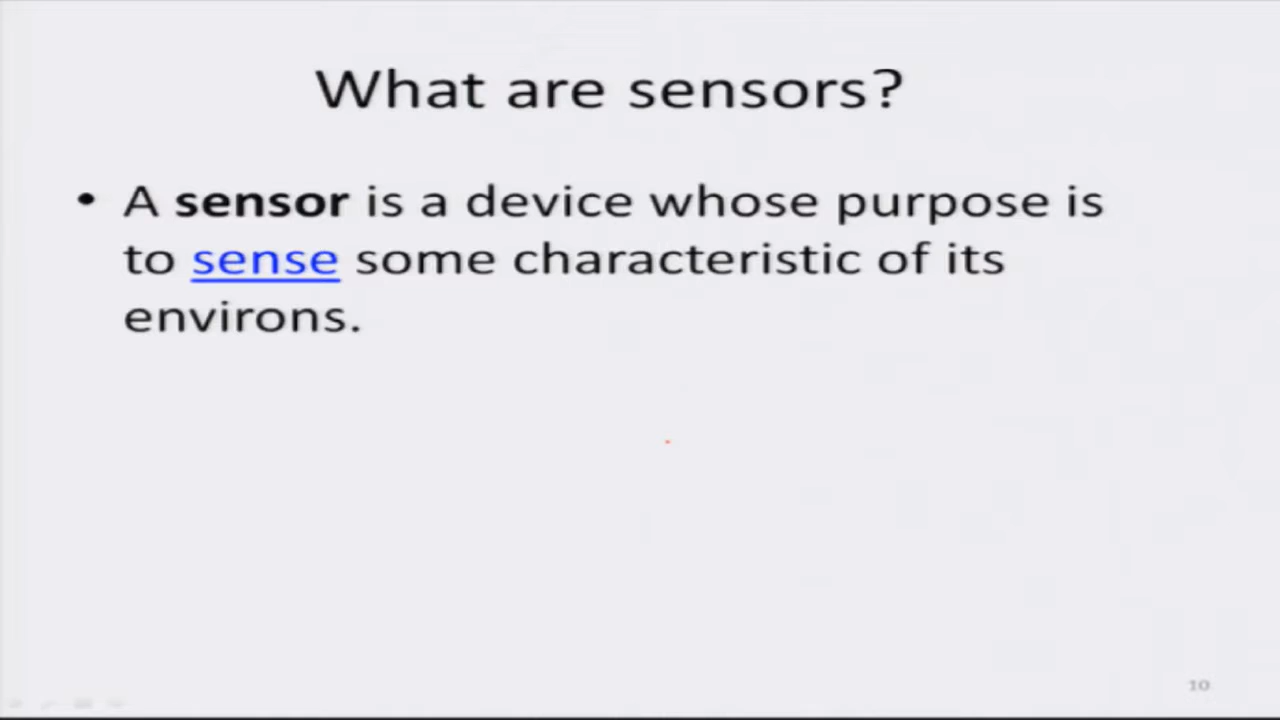 What are sensors?
• A sensor is a device whose purpose is
to sense some characteristic of its
environs.
10